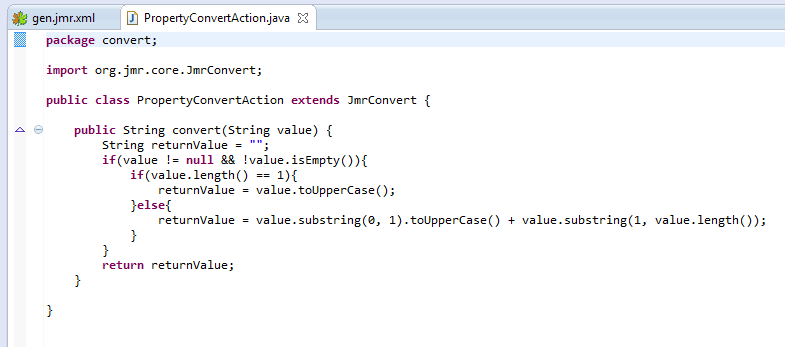 gen.jmr.xml PropertyConvertAction.java
package convert;
import org.jmr.core.JmrConvert;
public class PropertyConvertAction extends JmrConvert {
public String convert(String value) {
String returnValue = "";
if(value != null && !value.isEmpty()){
if(value.length() == 1){
returnValue = value.toUpperCase();
}else{
returnValue = value.substring(0, 1).toUpperCase() + value.substring(1, value.length());
}
}
return returnValue;
}
}